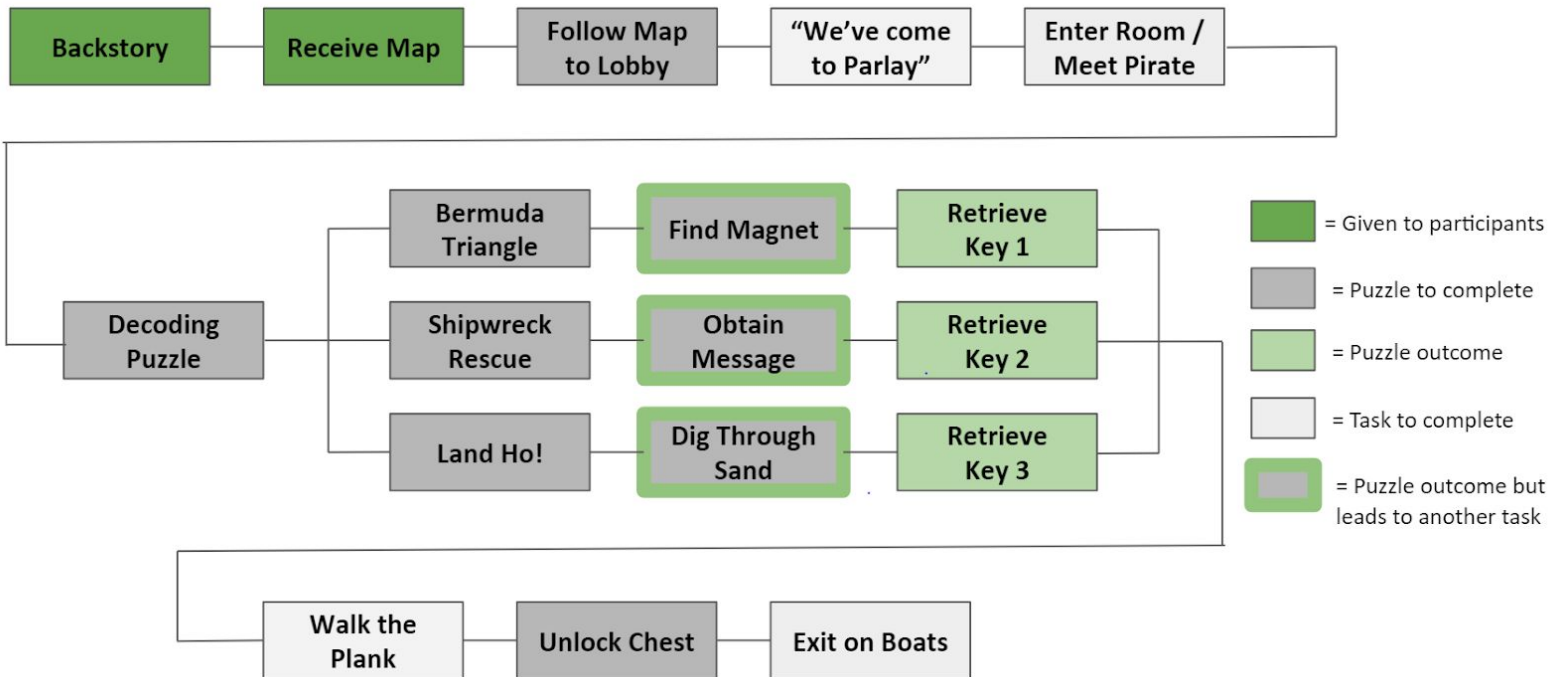 Backstory
Receive Map
Follow Map
to Lobby
“We’ve come
to Parlay”
Enter Room /
Meet Pirate
Bermuda
Triangle
Find Magnet
Retrieve
Key 1
Decoding
Puzzle
Shipwreck
Rescue
Obtain
Message
Retrieve
Key 2
Land Ho!
Dig Through
Sand
Retrieve
Key 3
= Given to participants
= Puzzle to complete
= Puzzle outcome
= Task to complete
= Puzzle outcome but
leads to another task
Walk the
Plank
Unlock Chest
Exit on Boats